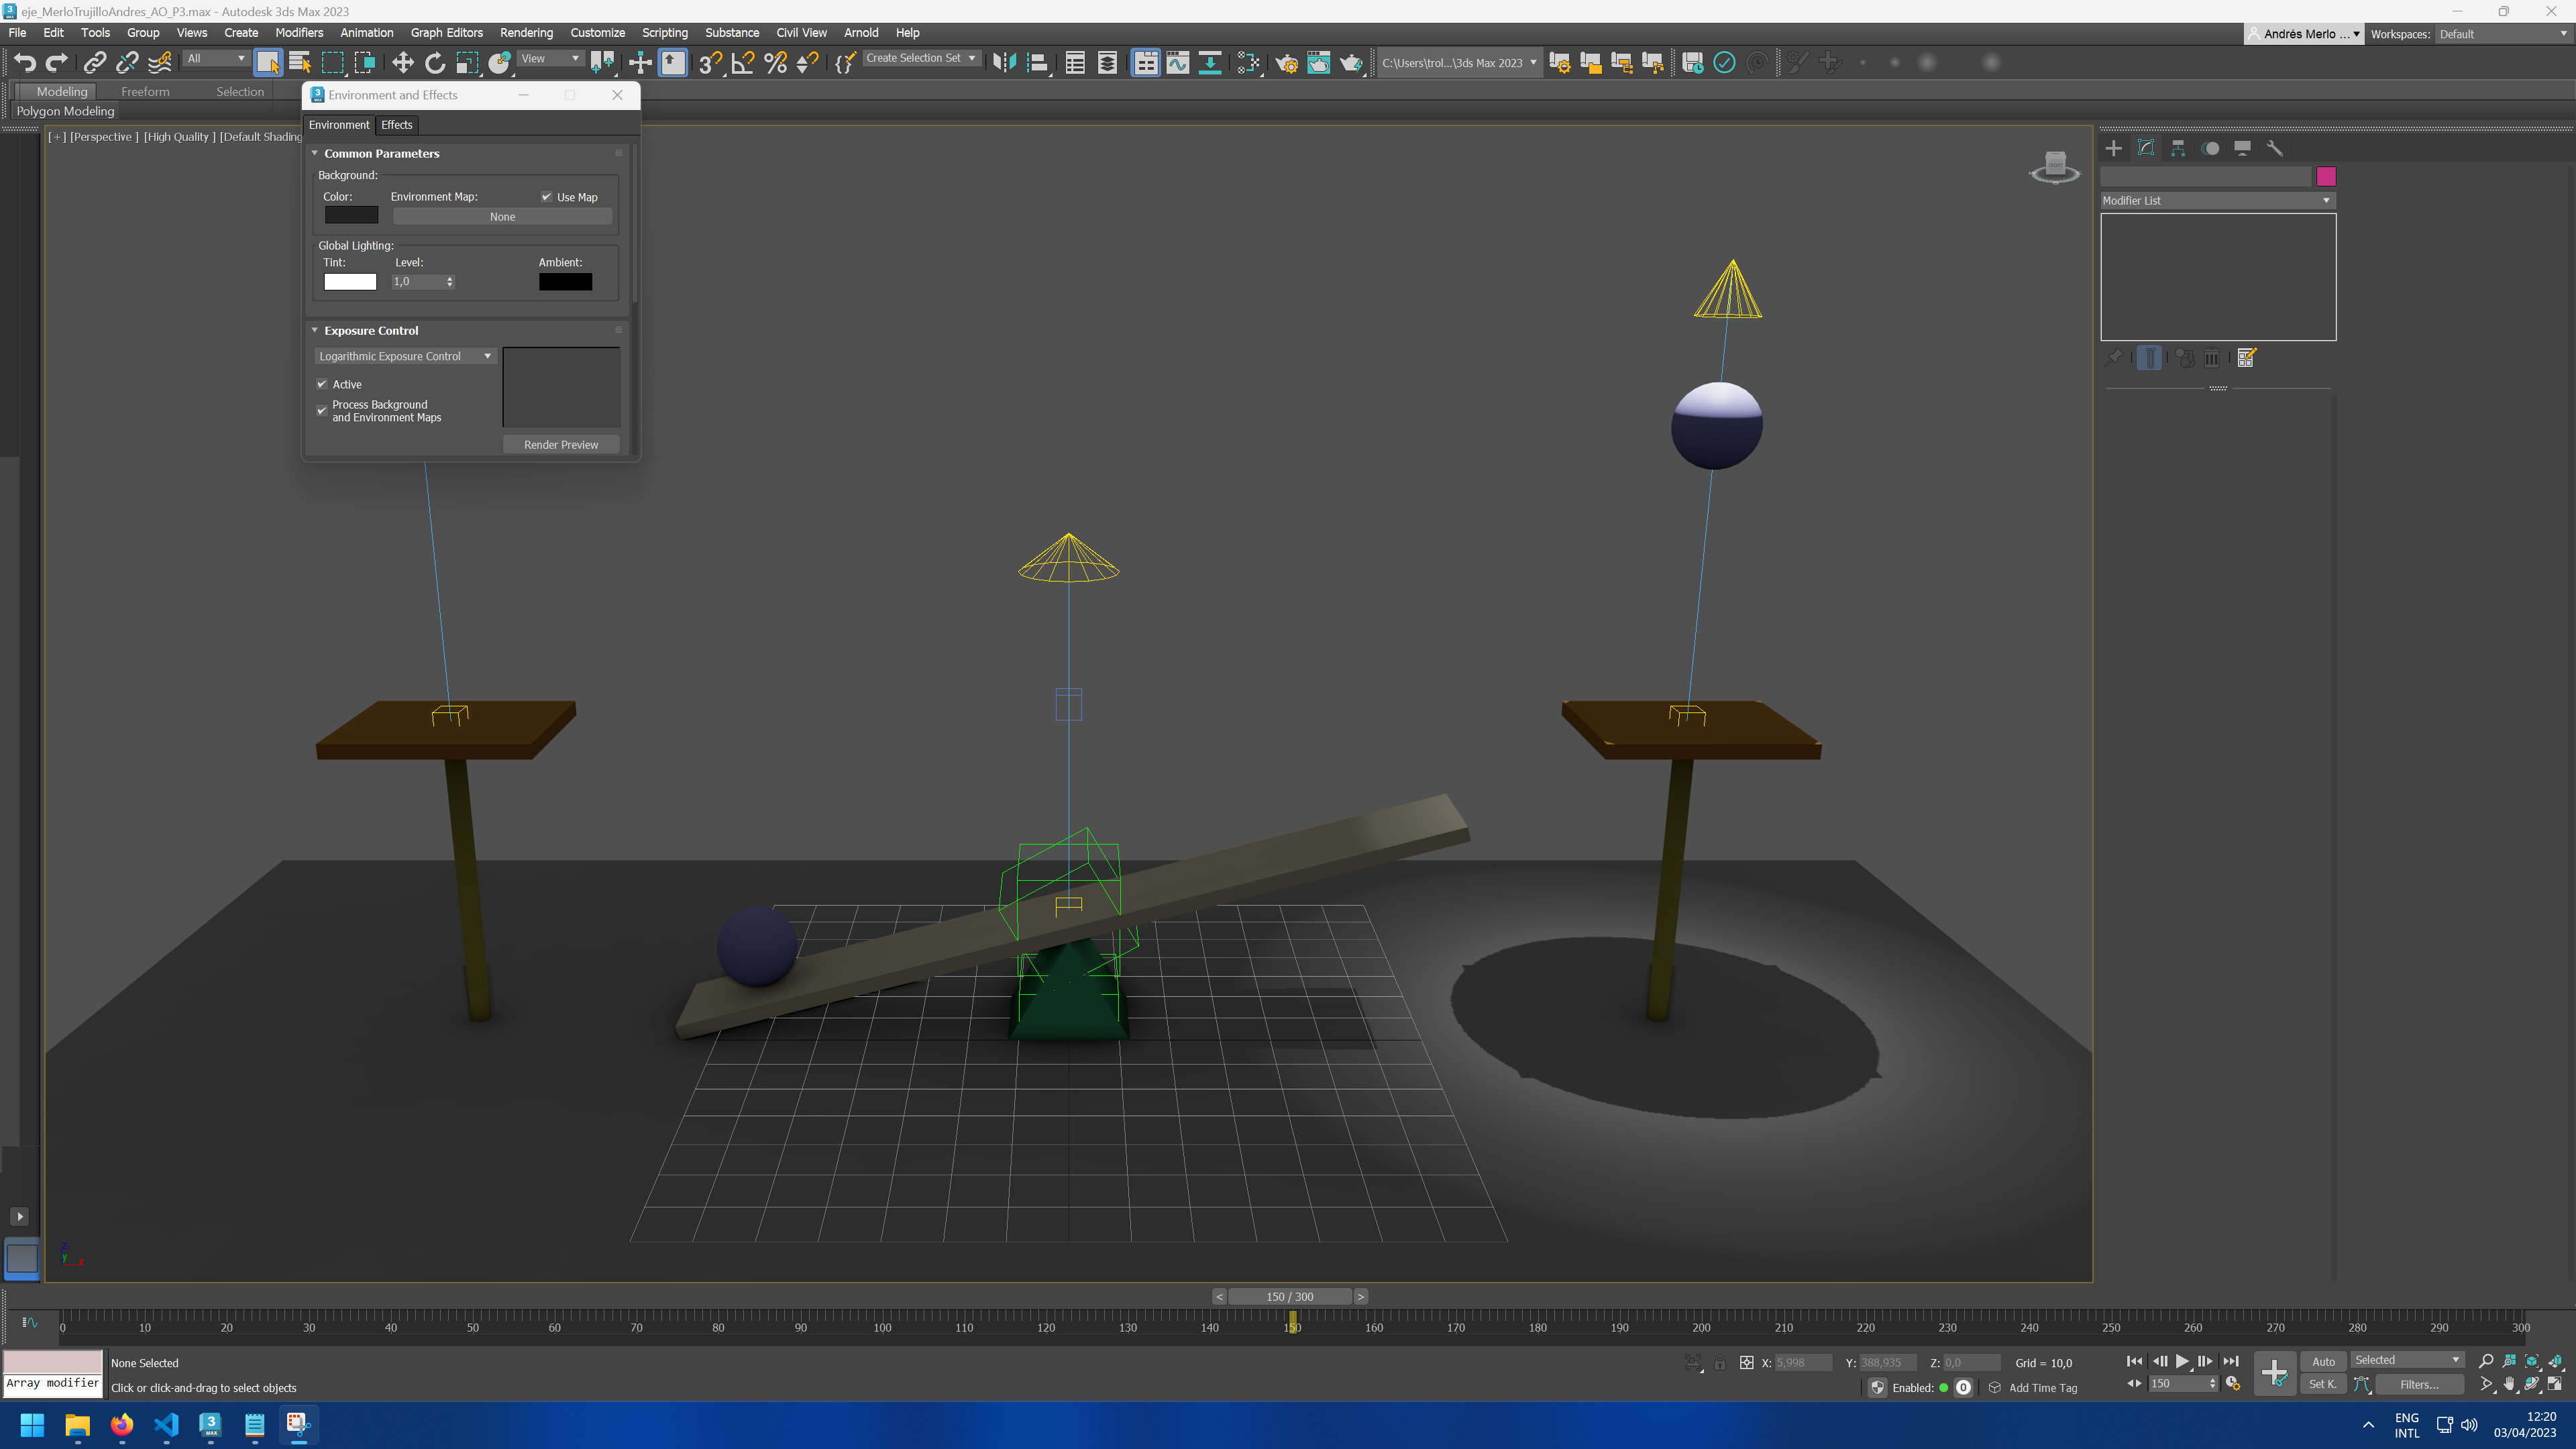 eje_MerloTrujilloAndres_AO_P3.max - Autodesk 3ds Max 2023
File Edit Tools Group Views Create Modifiers Animation Graph Editors Rendering Customize Scripting Substance Civil View Arnold Help
Andrés Merlo ... Workspaces: Default
All View Create Selection Set C:\Users\trol...\3ds Max 2023
Modeling Freeform Selection
Polygon Modeling
[+] [Perspective ] [High Quality ] [Default Shading
Environment and Effects
Environment Effects
Common Parameters
Background:
Color: Environment Map: Use Map
None
Global Lighting:
Tint: Level: Ambient:
1,0
Exposure Control
Logarithmic Exposure Control
Active
Process Background
and Environment Maps
Render Preview
FRONT
Modifier List
z
y
x
< 150 / 300 >
0 10 20 30 40 50 60 70 80 90 100 110 120 130 140 150 160 170 180 190 200 210 220 230 240 250 260 270 280 290 300
None Selected
Array modifier
Click or click-and-drag to select objects
X: 5,998 Y: 388,935 Z: 0,0 Grid = 10,0
Enabled: 0 Add Time Tag
150
Auto Selected
Set K. Filters...
ENG
INTL
12:20
03/04/2023